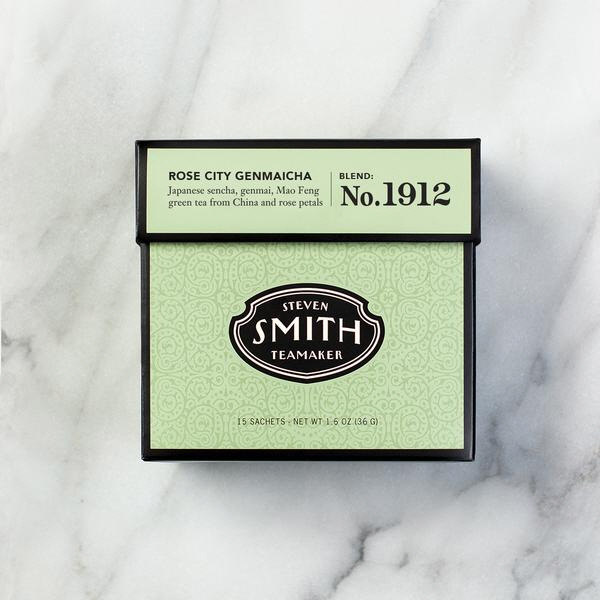 ROSE CITY GENMAICHA
Japanese sencha, genmai, Mao Feng
green tea from China and rose petals
BLEND:
No.1912
STEVEN
SMITH
TEAMAKER
15 SACHETS - NET WT 1.6 OZ (36 G)